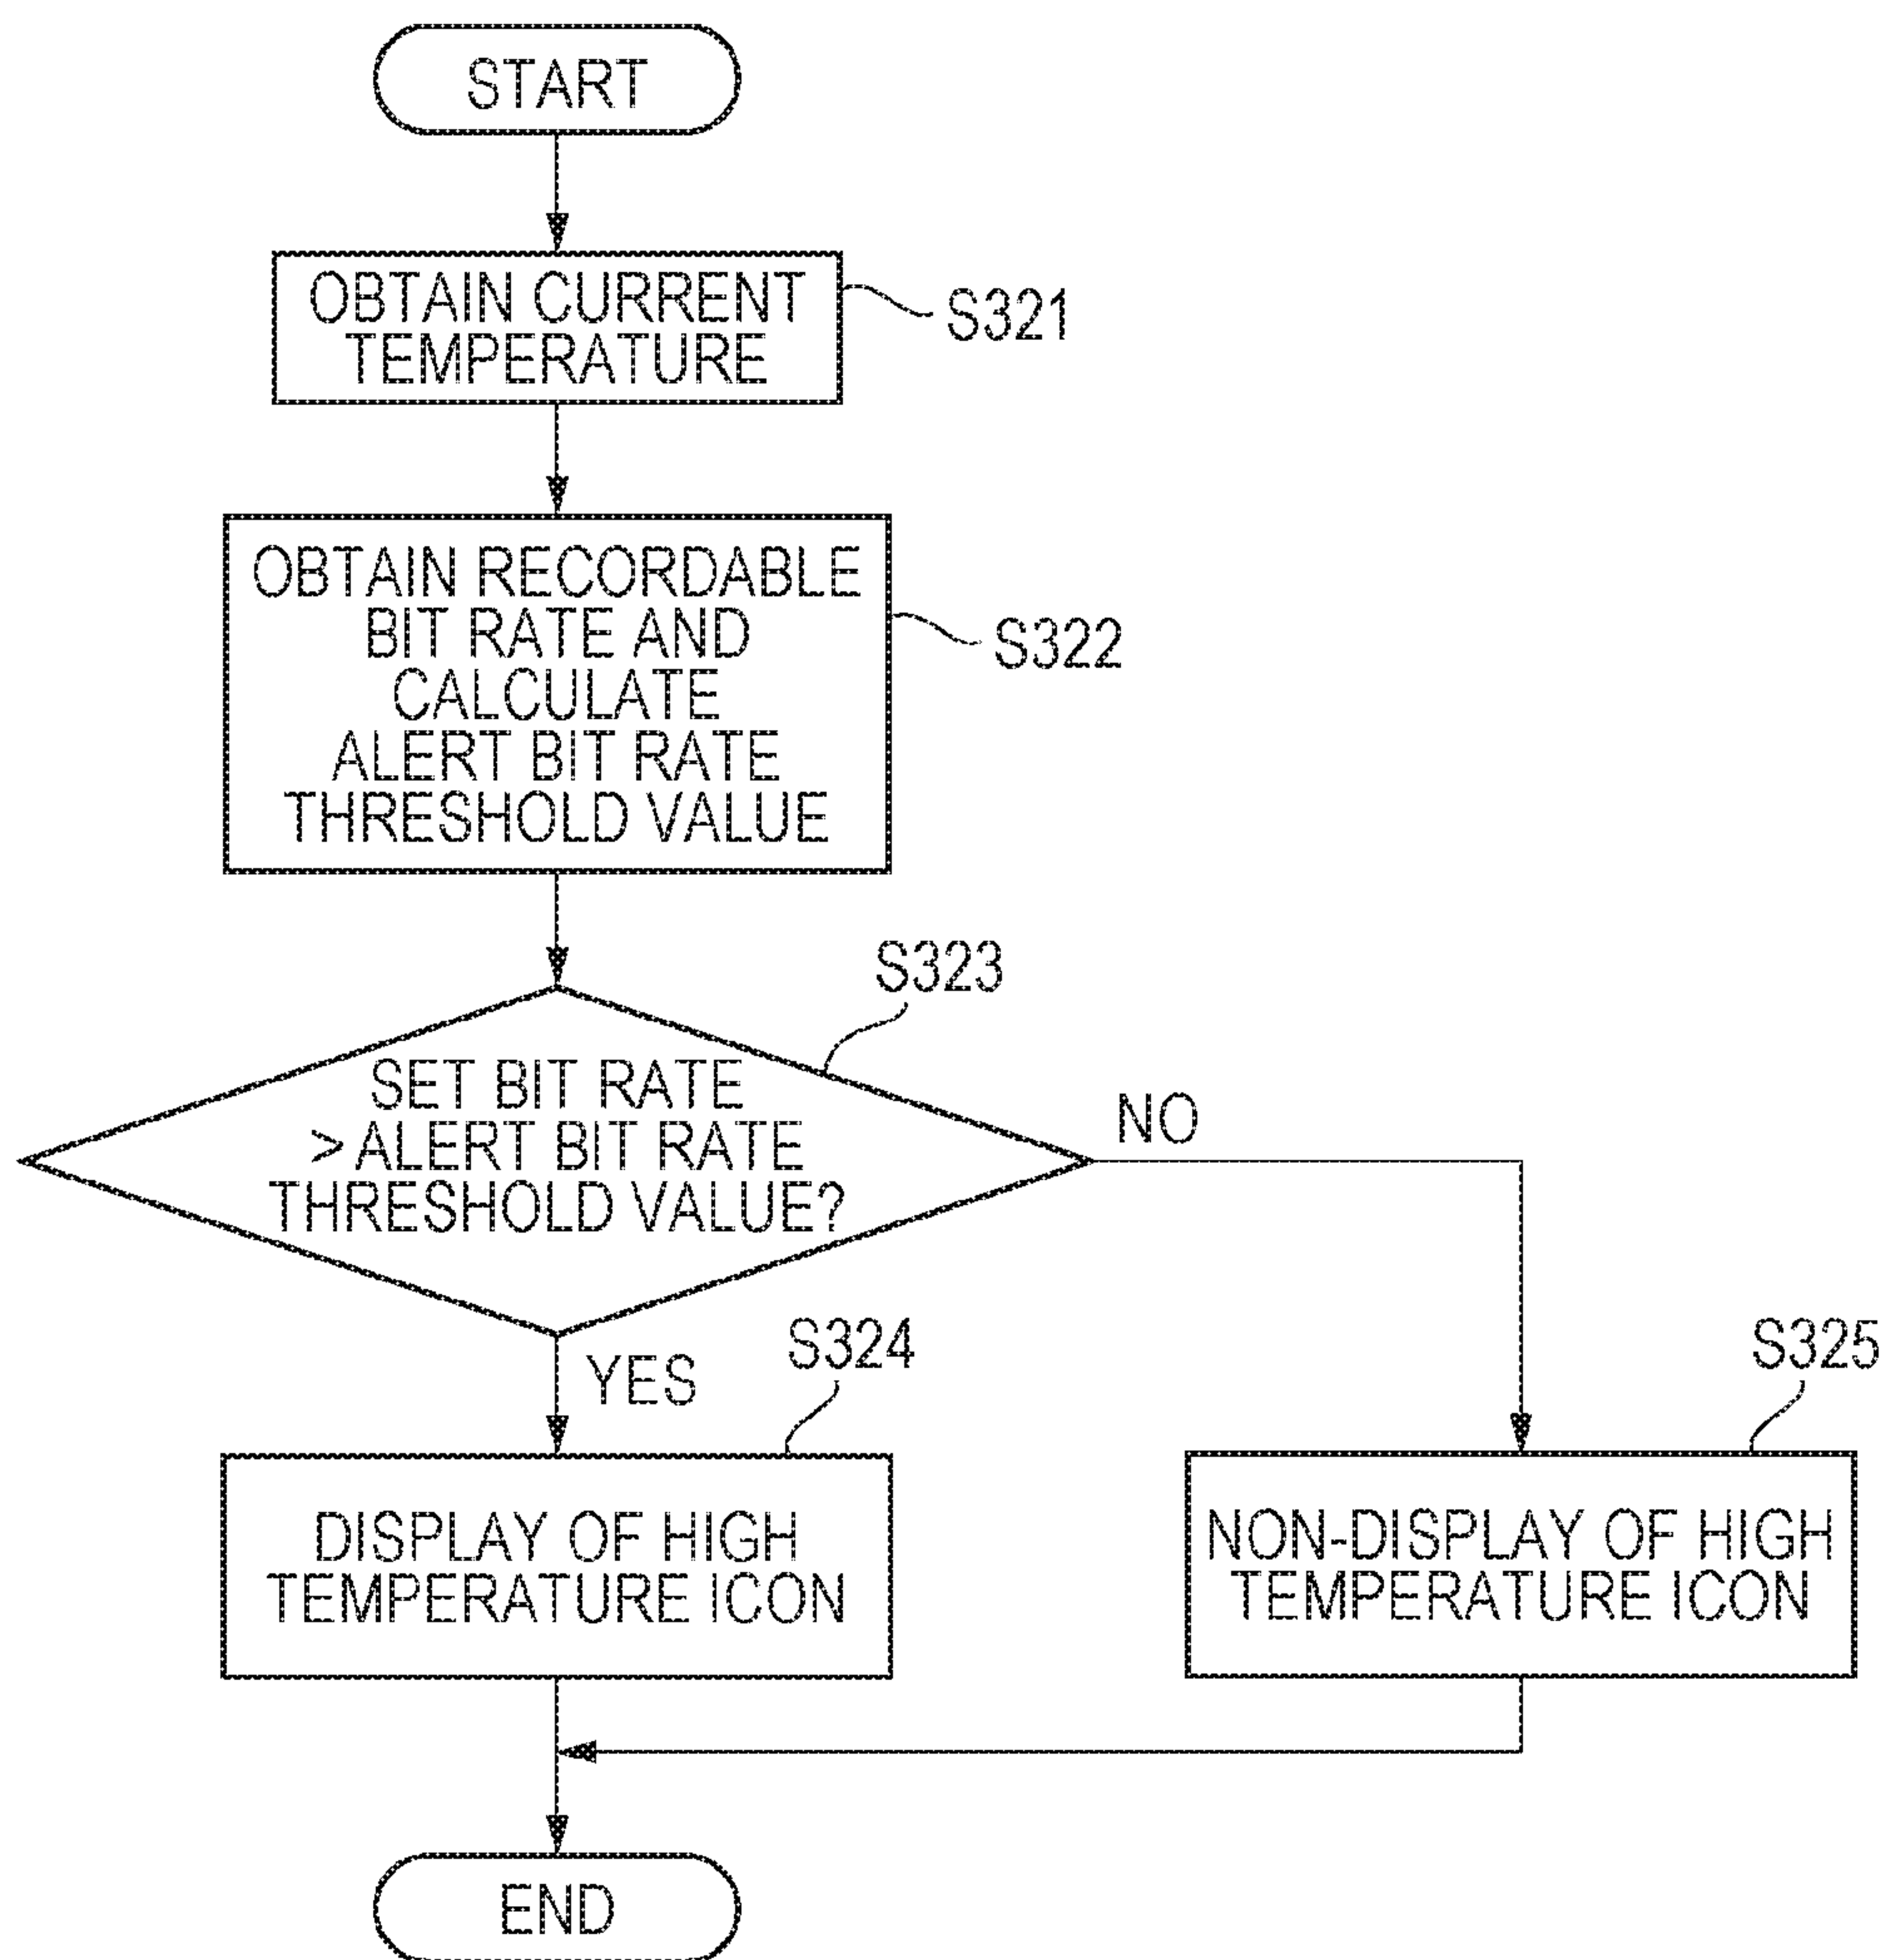 START
OBTAIN CURRENT
TEMPERATURE
S321
OBTAIN RECORDABLE
BIT RATE AND
CALCULATE
ALERT BIT RATE
THRESHOLD VALUE
S322
S323
SET BIT RATE
> ALERT BIT RATE
THRESHOLD VALUE?
NO
YES
S324
DISPLAY OF HIGH
TEMPERATURE ICON
S325
NON-DISPLAY OF HIGH
TEMPERATURE ICON
END